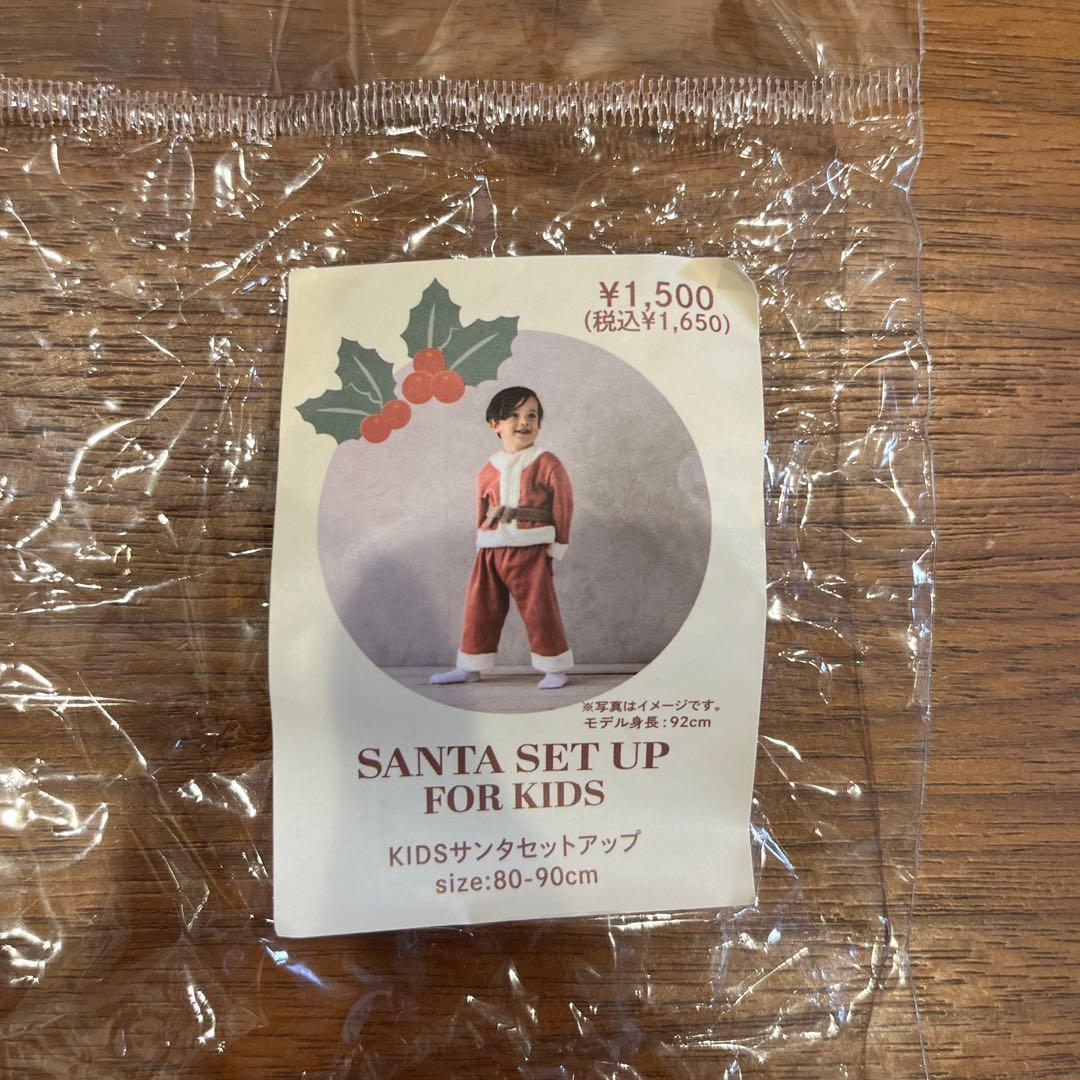 ¥1,500
(税込¥1,650)
※写真はイメージです。
モデル身長:92cm
SANTA SET UP
FOR KIDS
KIDSサンタセットアップ
size:80-90cm